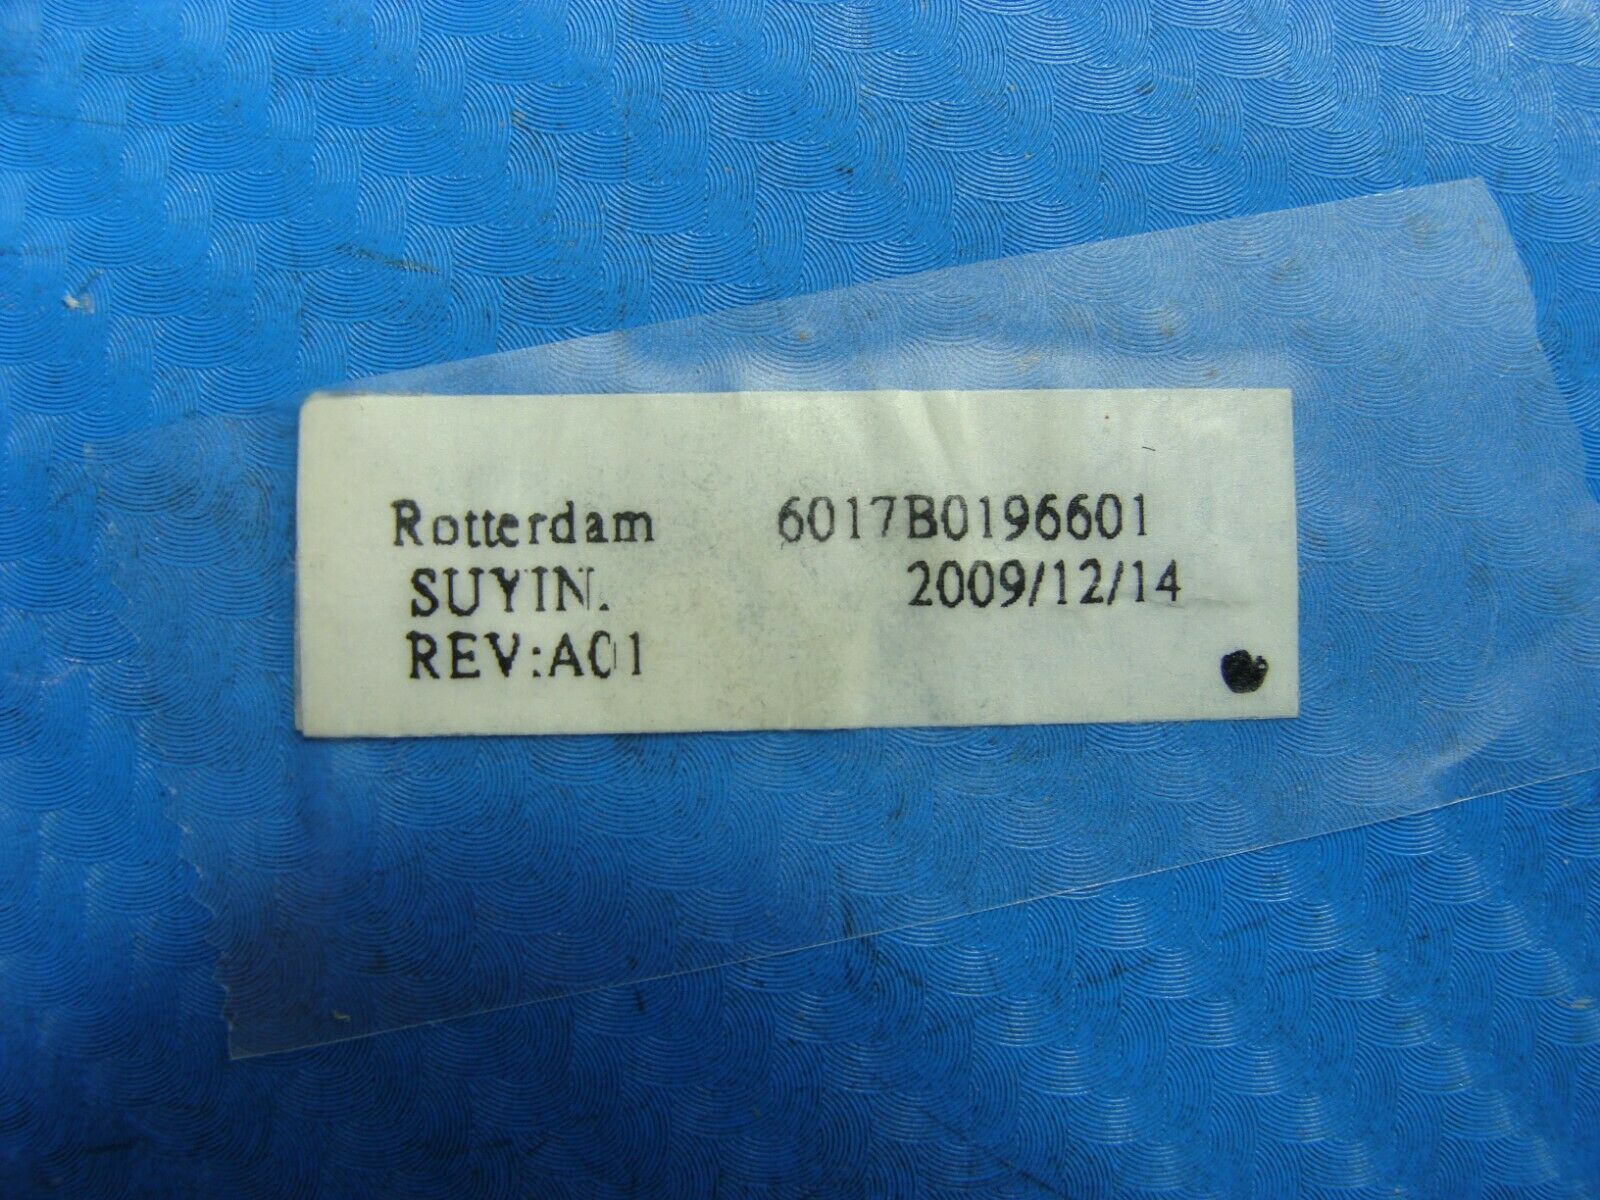 Rotterdam 6017B0196601
SUYIN. 2009/12/14
REV:A01